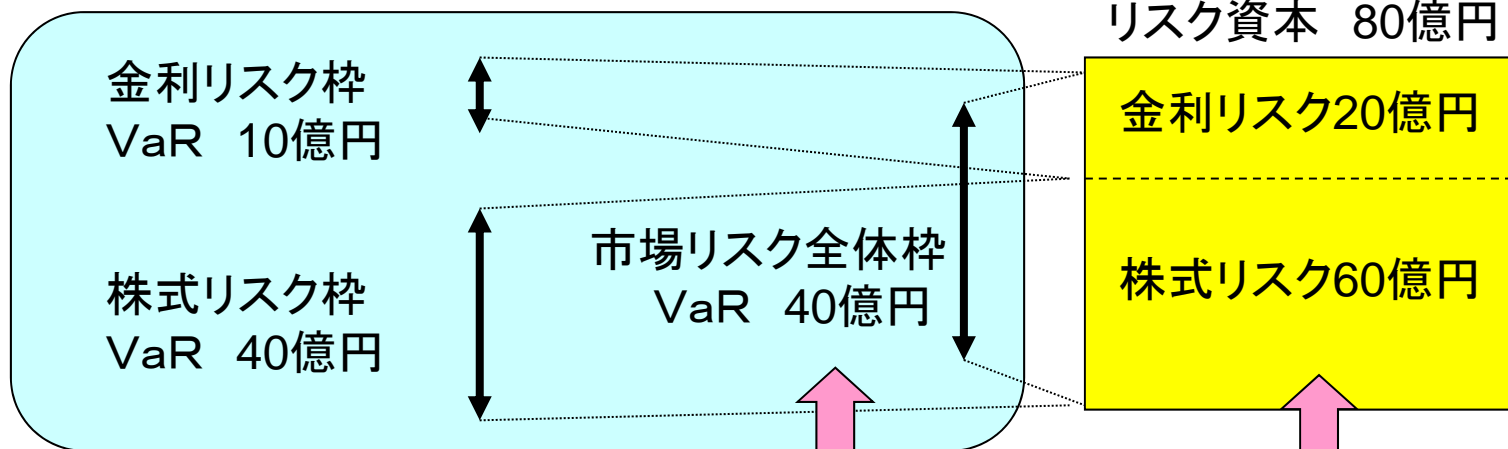 リスク資本 80億円
金利リスク枠
VaR 10億円
金利リスク20億円
市場リスク全体枠
VaR 40億円
株式リスク枠
VaR 40億円
株式リスク60億円